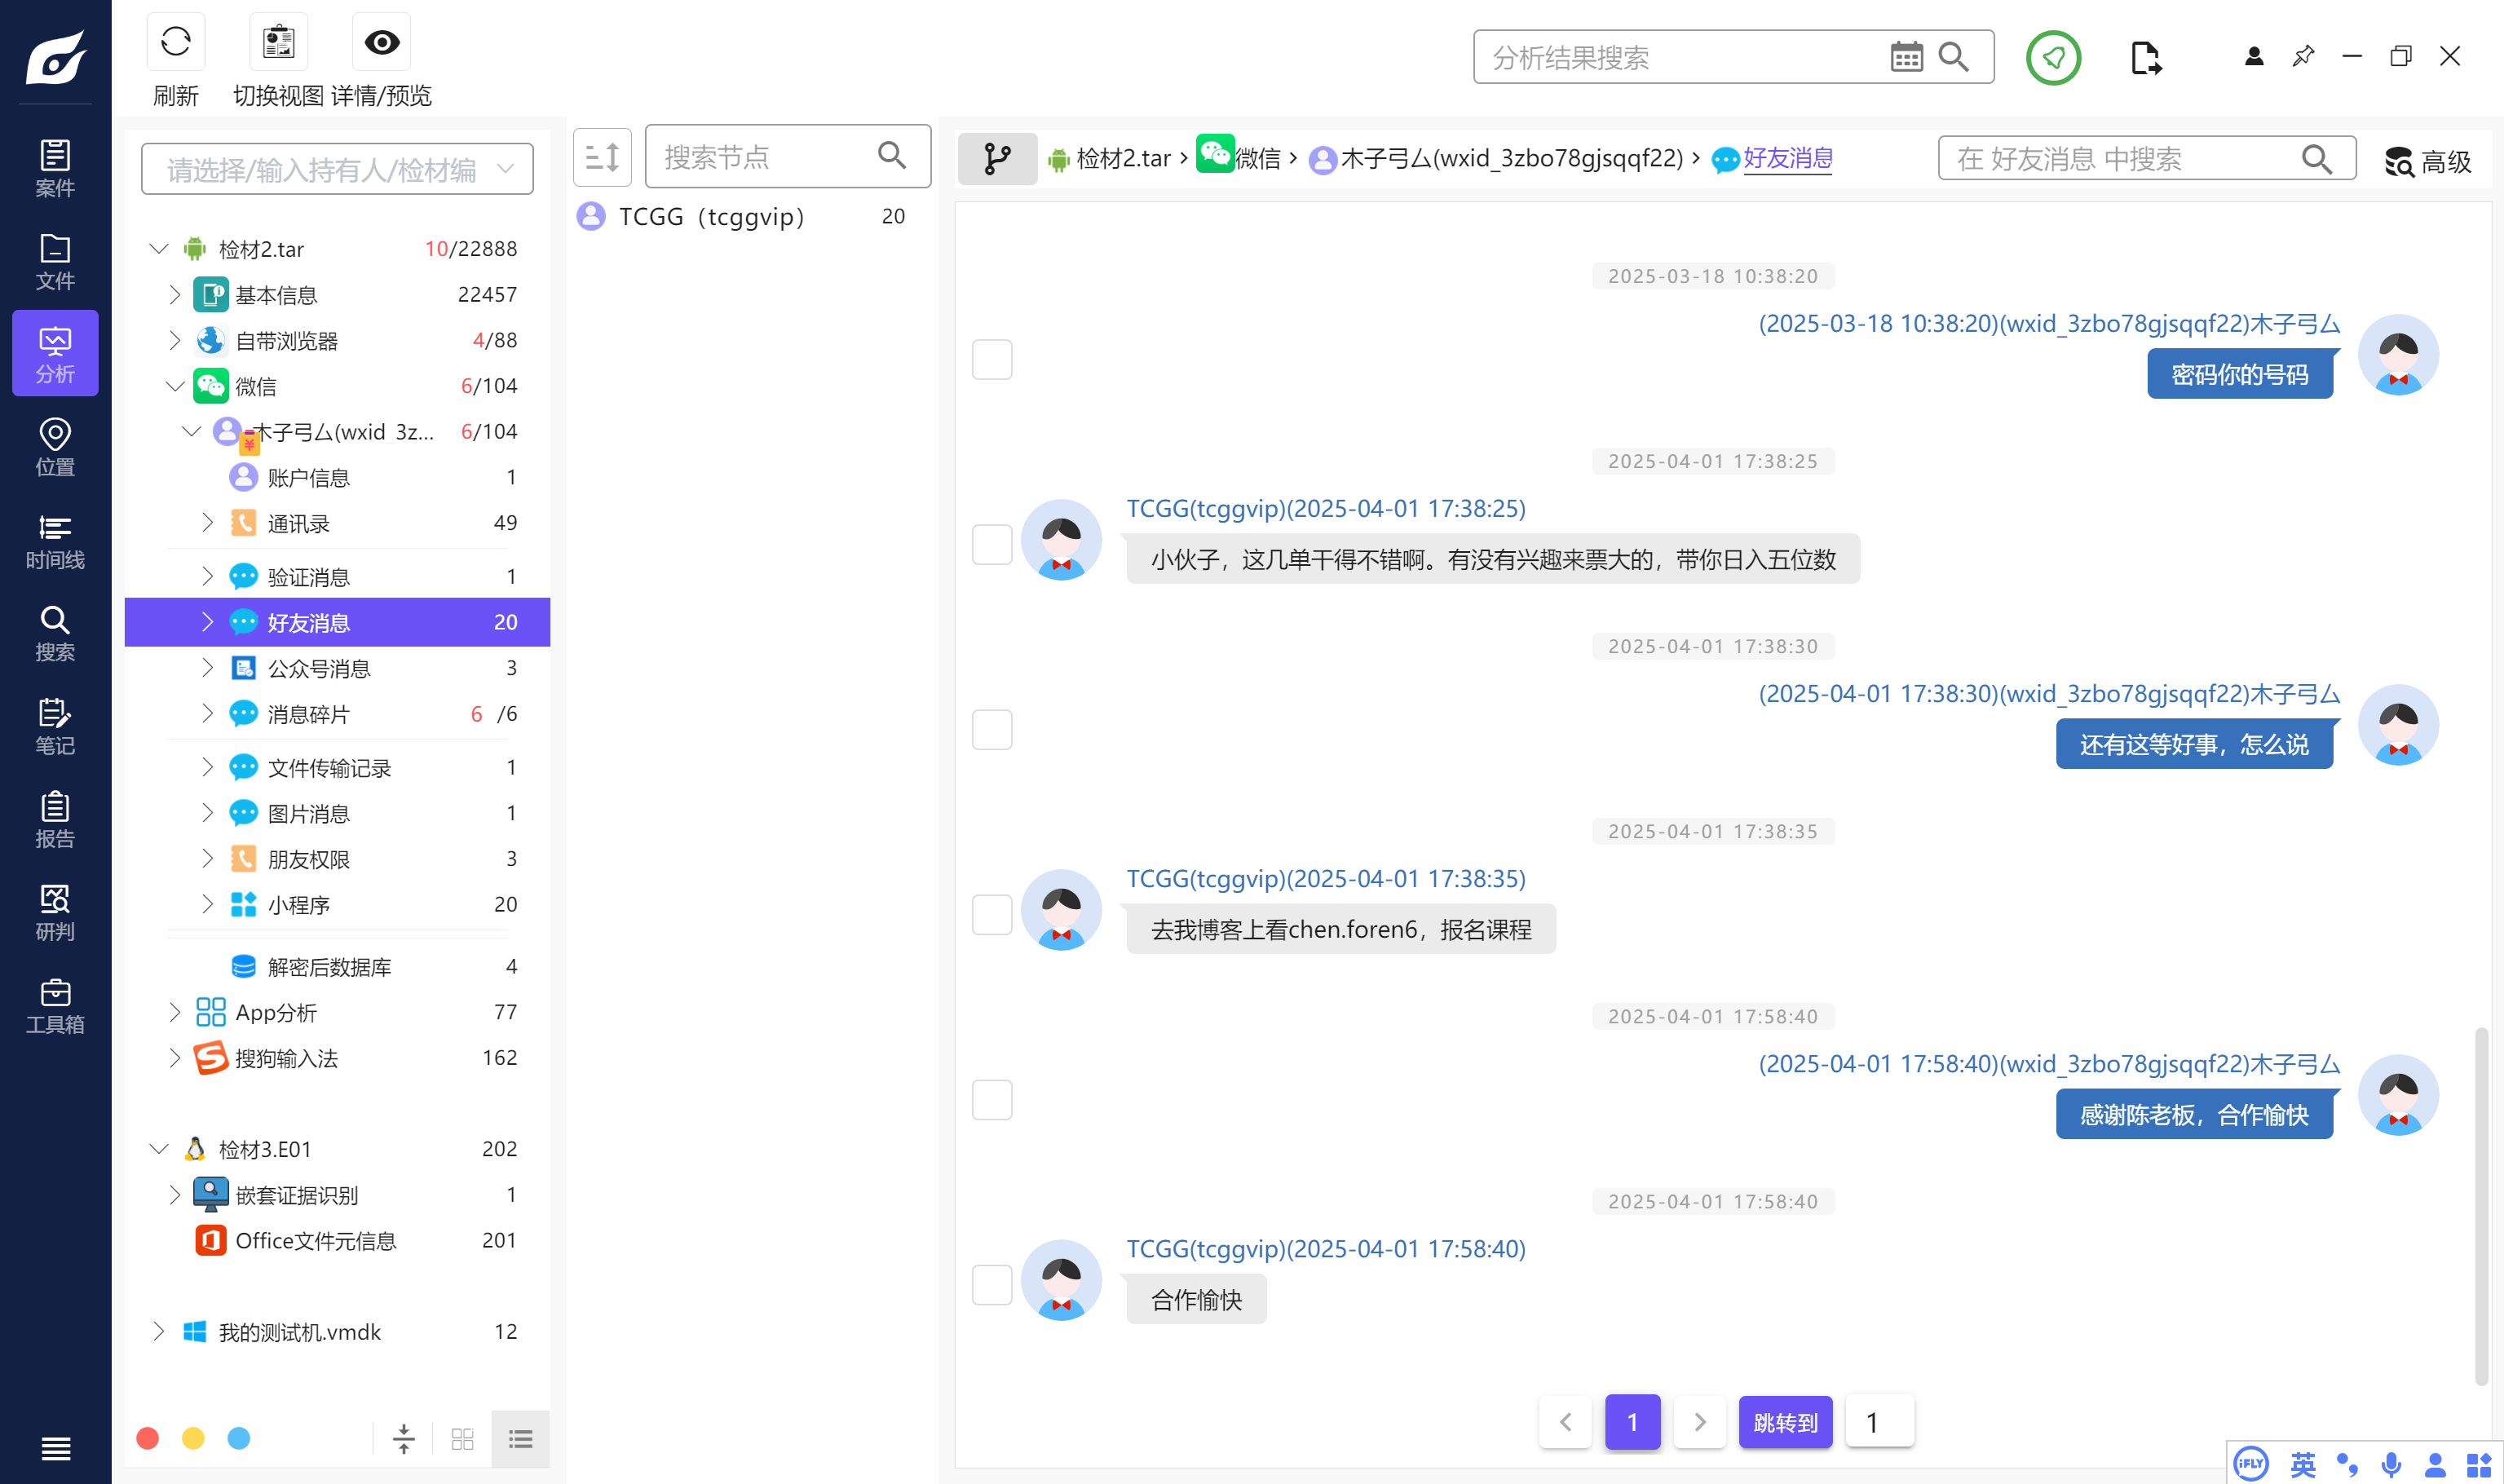 刷新
切换视图
详情/预览
分析结果搜索
案件
文件
分析
位置
时间线
搜索
笔记
报告
研判
工具箱
请选择/输入持有人/检材编
检材2.tar 10/22888
基本信息 22457
自带浏览器 4/88
微信 6/104
木子弓厶(wxid_3z... 6/104
账户信息 1
通讯录 49
验证消息 1
好友消息 20
公众号消息 3
消息碎片 6 /6
文件传输记录 1
图片消息 1
朋友权限 3
小程序 20
解密后数据库 4
App分析 77
搜狗输入法 162
检材3.E01 202
嵌套证据识别 1
Office文件元信息 201
我的测试机.vmdk 12
搜索节点
TCGG（tcggvip） 20
检材2.tar › 微信 › 木子弓厶(wxid_3zbo78gjsqqf22) › 好友消息
在 好友消息 中搜索
高级
2025-03-18 10:38:20
(2025-03-18 10:38:20)(wxid_3zbo78gjsqqf22)木子弓厶
密码你的号码
2025-04-01 17:38:25
TCGG(tcggvip)(2025-04-01 17:38:25)
小伙子，这几单干得不错啊。有没有兴趣来票大的，带你日入五位数
2025-04-01 17:38:30
(2025-04-01 17:38:30)(wxid_3zbo78gjsqqf22)木子弓厶
还有这等好事，怎么说
2025-04-01 17:38:35
TCGG(tcggvip)(2025-04-01 17:38:35)
去我博客上看chen.foren6，报名课程
2025-04-01 17:58:40
(2025-04-01 17:58:40)(wxid_3zbo78gjsqqf22)木子弓厶
感谢陈老板，合作愉快
2025-04-01 17:58:40
TCGG(tcggvip)(2025-04-01 17:58:40)
合作愉快
1 跳转到 1
iFLY 英